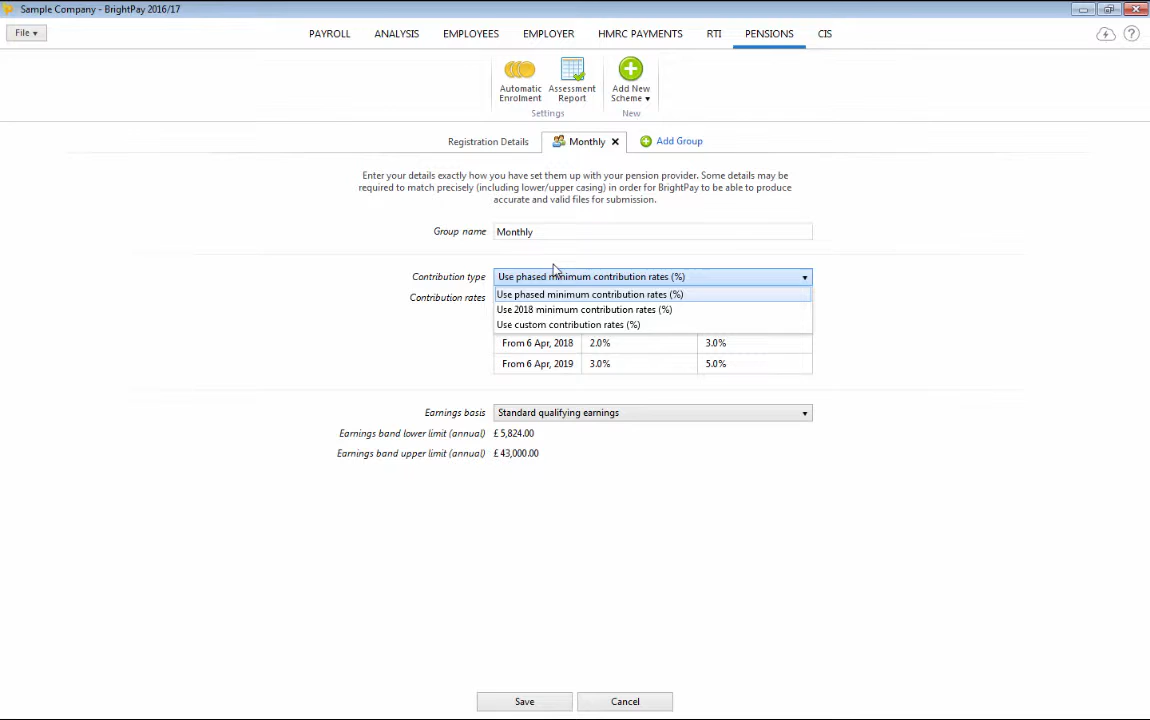 Sample Company - BrightPay 2016/17
File
PAYROLL ANALYSIS EMPLOYEES EMPLOYER HMRC PAYMENTS RTI PENSIONS CIS
?
Automatic Enrolment
Assessment Report
Settings
Add New Scheme
New
Registration Details Monthly Add Group
Enter your details exactly how you have set them up with your pension provider. Some details may be
required to match precisely (including lower/upper casing) in order for BrightPay to be able to produce
accurate and valid files for submission.
Group name Monthly
Contribution type Use phased minimum contribution rates (%)
Contribution rates
Use phased minimum contribution rates (%)
Use 2018 minimum contribution rates (%)
Use custom contribution rates (%)
From 6 Apr, 2018 2.0% 3.0%
From 6 Apr, 2019 3.0% 5.0%
Earnings basis Standard qualifying earnings
Earnings band lower limit (annual) £ 5,824.00
Earnings band upper limit (annual) £ 43,000.00
Save Cancel